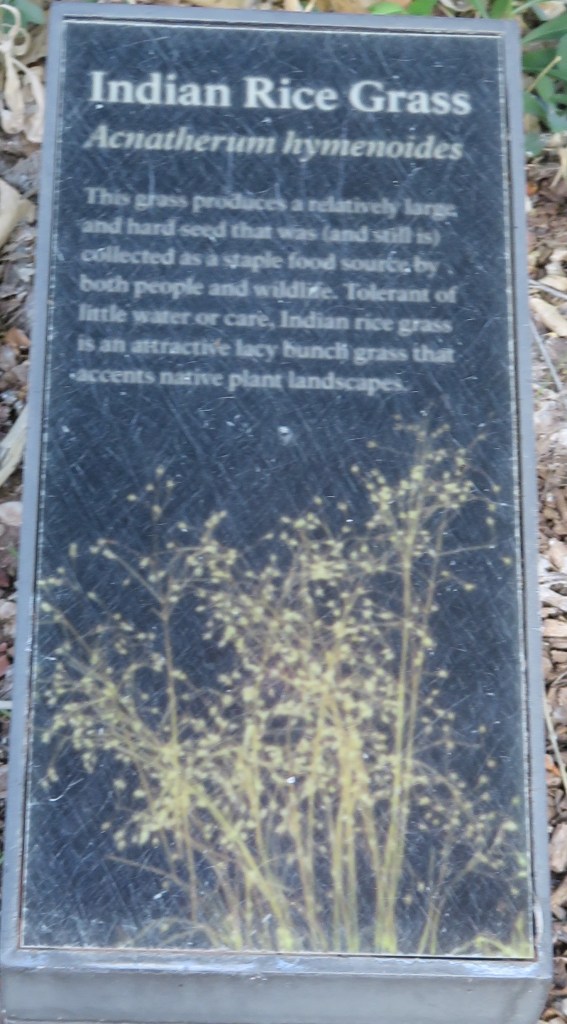 Indian Rice Grass
Acnatherum hymenoides
This grass produces a relatively large
and hard seed that was (and still is)
collected as a staple food source by
both people and wildlife. Tolerant of
little water or care, Indian rice grass
is an attractive lacy bunch grass that
accents native plant landscapes.